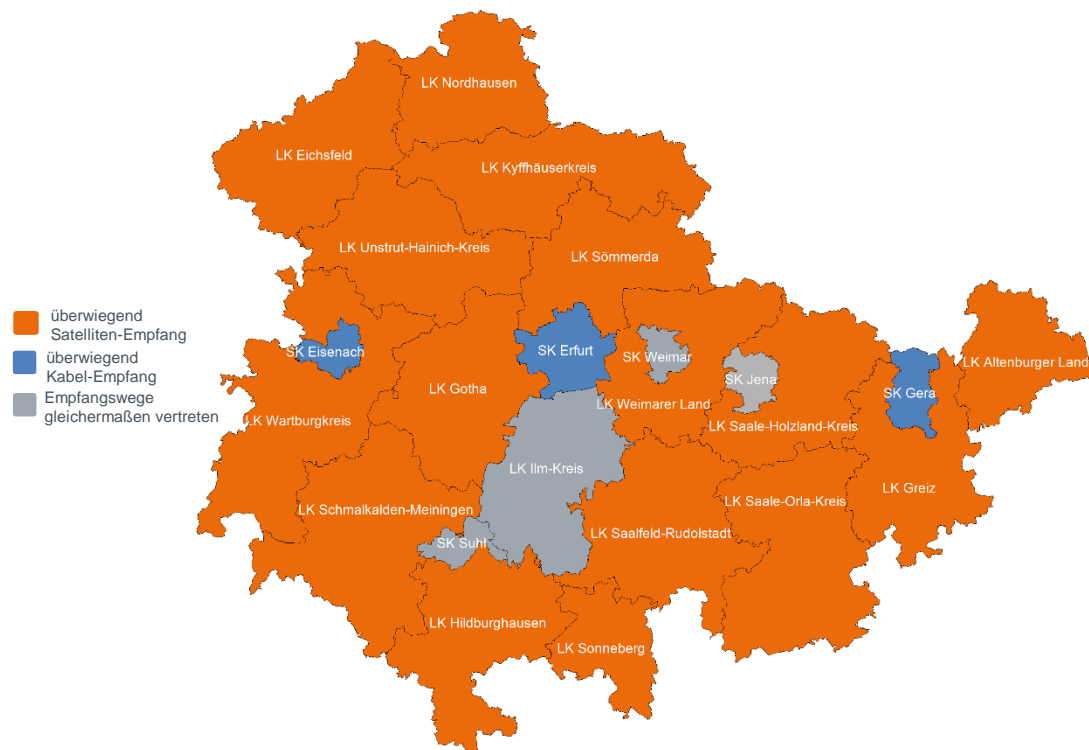 LK Nordhausen
LK Eichsfeld
LK Kyffhäuserkreis
LK Unstrut-Hainich-Kreis
LK Sömmerda
überwiegend
Satelliten-Empfang
überwiegend
Kabel-Empfang
Empfangswege
gleichermaßen vertreten
SK Eisenach
SK Erfurt
SK Weimar
SK Jena
LK Altenburger Land
LK Gotha
SK Gera
LK Weimarer Land
LK Wartburgkreis
LK Saale-Holzland-Kreis
LK Ilm-Kreis
LK Greiz
LK Saale-Orla-Kreis
LK Schmalkalden-Meiningen
LK Saalfeld-Rudolstadt
SK Suhl
LK Hildburghausen
LK Sonneberg